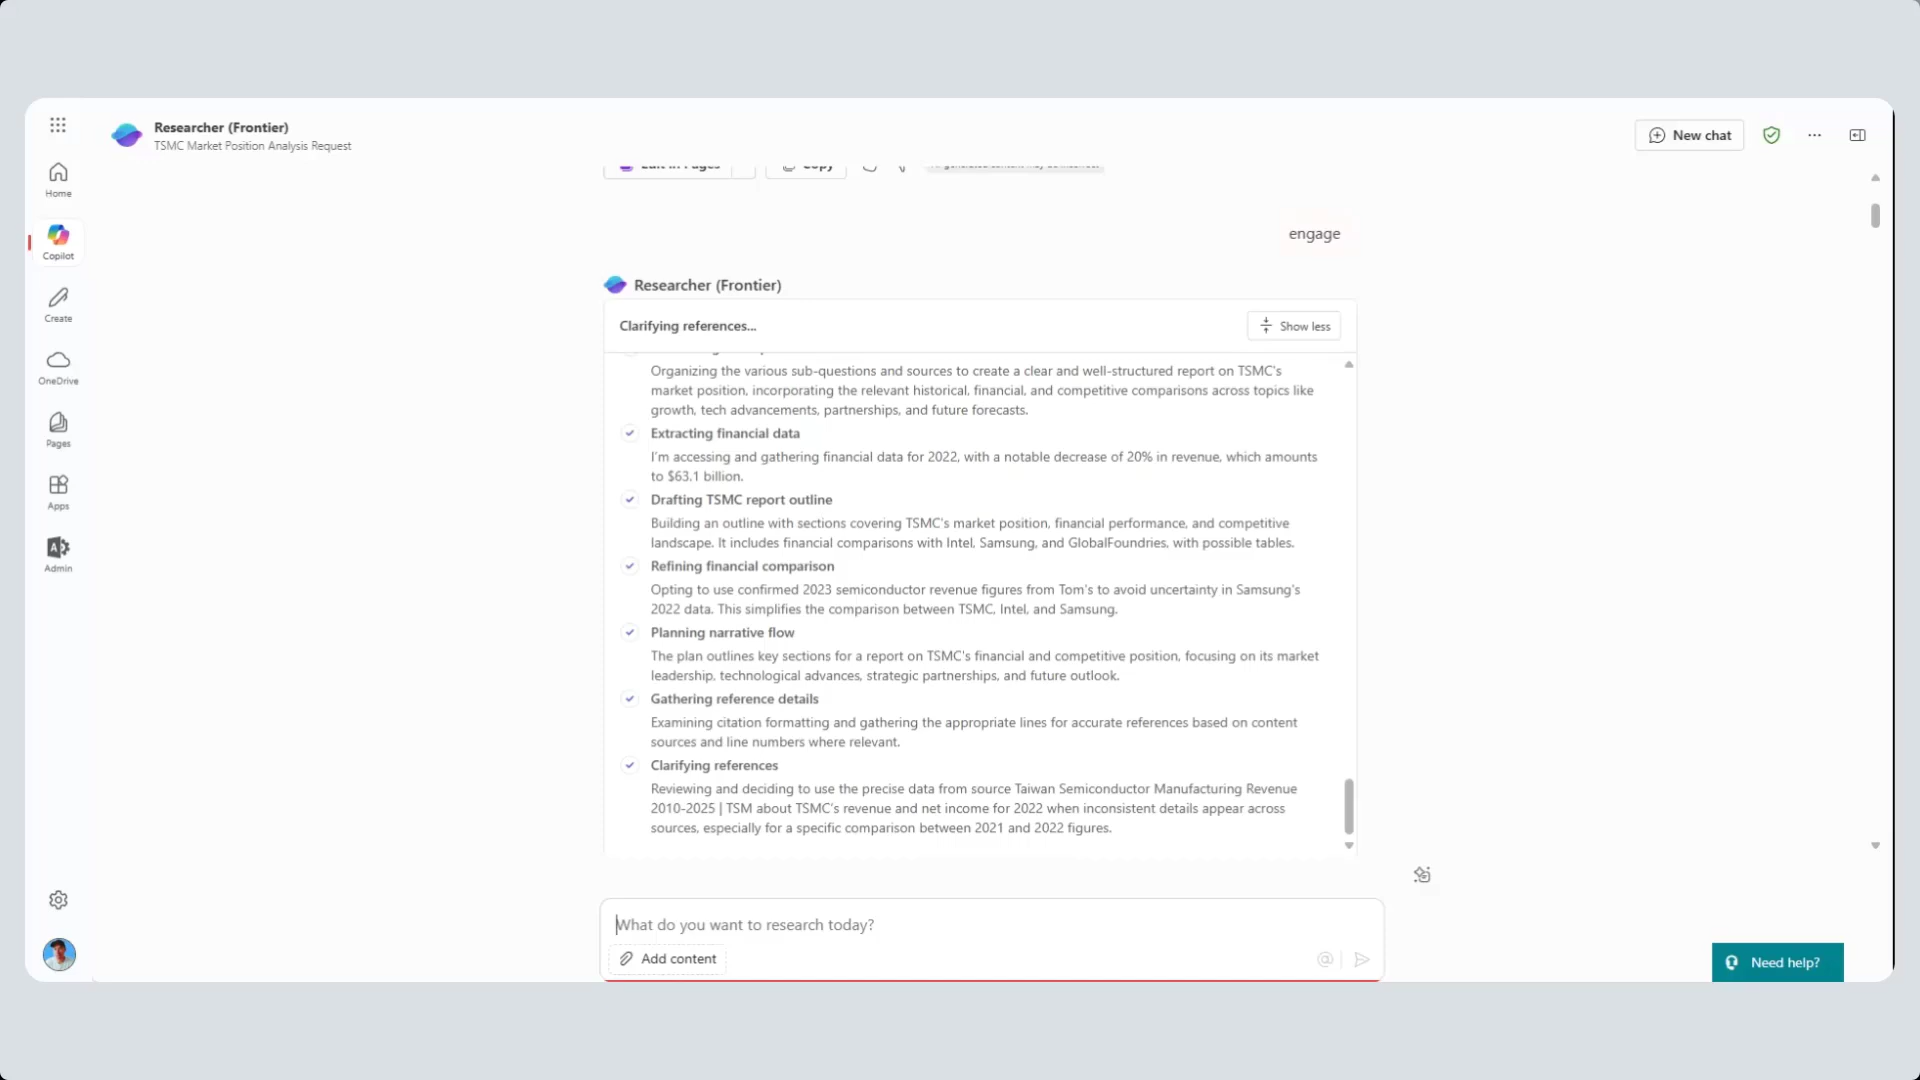 Researcher (Frontier)
TSMC Market Position Analysis Request
New chat
Home
Copilot
Create
OneDrive
Pages
Apps
Admin
Edit in Pages
Copy
AI-generated content may be incorrect
engage
Researcher (Frontier)
Clarifying references...
Show less
Organizing the various sub-questions and sources to create a clear and well-structured report on TSMC's
market position, incorporating the relevant historical, financial, and competitive comparisons across topics like
growth, tech advancements, partnerships, and future forecasts.
Extracting financial data
I'm accessing and gathering financial data for 2022, with a notable decrease of 20% in revenue, which amounts
to $63.1 billion.
Drafting TSMC report outline
Building an outline with sections covering TSMC's market position, financial performance, and competitive
landscape. It includes financial comparisons with Intel, Samsung, and GlobalFoundries, with possible tables.
Refining financial comparison
Opting to use confirmed 2023 semiconductor revenue figures from Tom's to avoid uncertainty in Samsung's
2022 data. This simplifies the comparison between TSMC, Intel, and Samsung.
Planning narrative flow
The plan outlines key sections for a report on TSMC's financial and competitive position, focusing on its market
leadership, technological advances, strategic partnerships, and future outlook.
Gathering reference details
Examining citation formatting and gathering the appropriate lines for accurate references based on content
sources and line numbers where relevant.
Clarifying references
Reviewing and deciding to use the precise data from source Taiwan Semiconductor Manufacturing Revenue
2010-2025 | TSM about TSMC's revenue and net income for 2022 when inconsistent details appear across
sources, especially for a specific comparison between 2021 and 2022 figures.
What do you want to research today?
Add content
Need help?